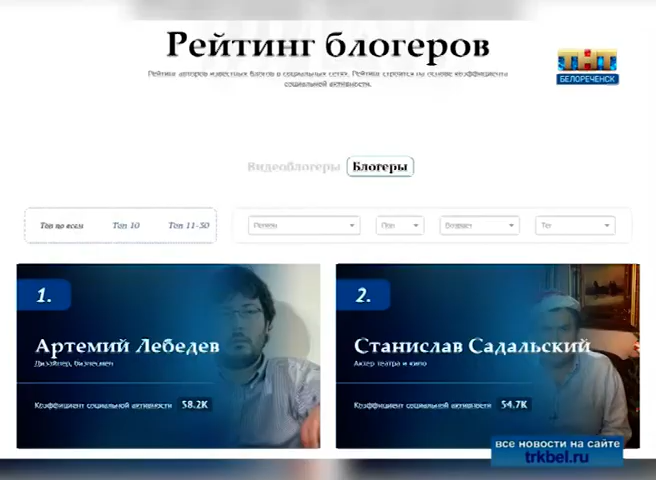 Рейтинг блогеров
ТНТ
БЕЛОРЕЧЕНСК
Рейтинг авторов известных блогов в социальных сетях. Рейтинг строится на основе коэффициента
социальной активности.
Видеоблогеры Блогеры
Топ по всем Топ 10 Топ 11-50 Регион Пол Возраст Тег
1.
2.
Артемий Лебедев
Станислав Садальский
Дизайнер, бизнесмен
Актер театра и кино
Коэффициент социальной активности 58.2K
Коэффициент социальной активности 54.7K
все новости на сайте
trkbel.ru